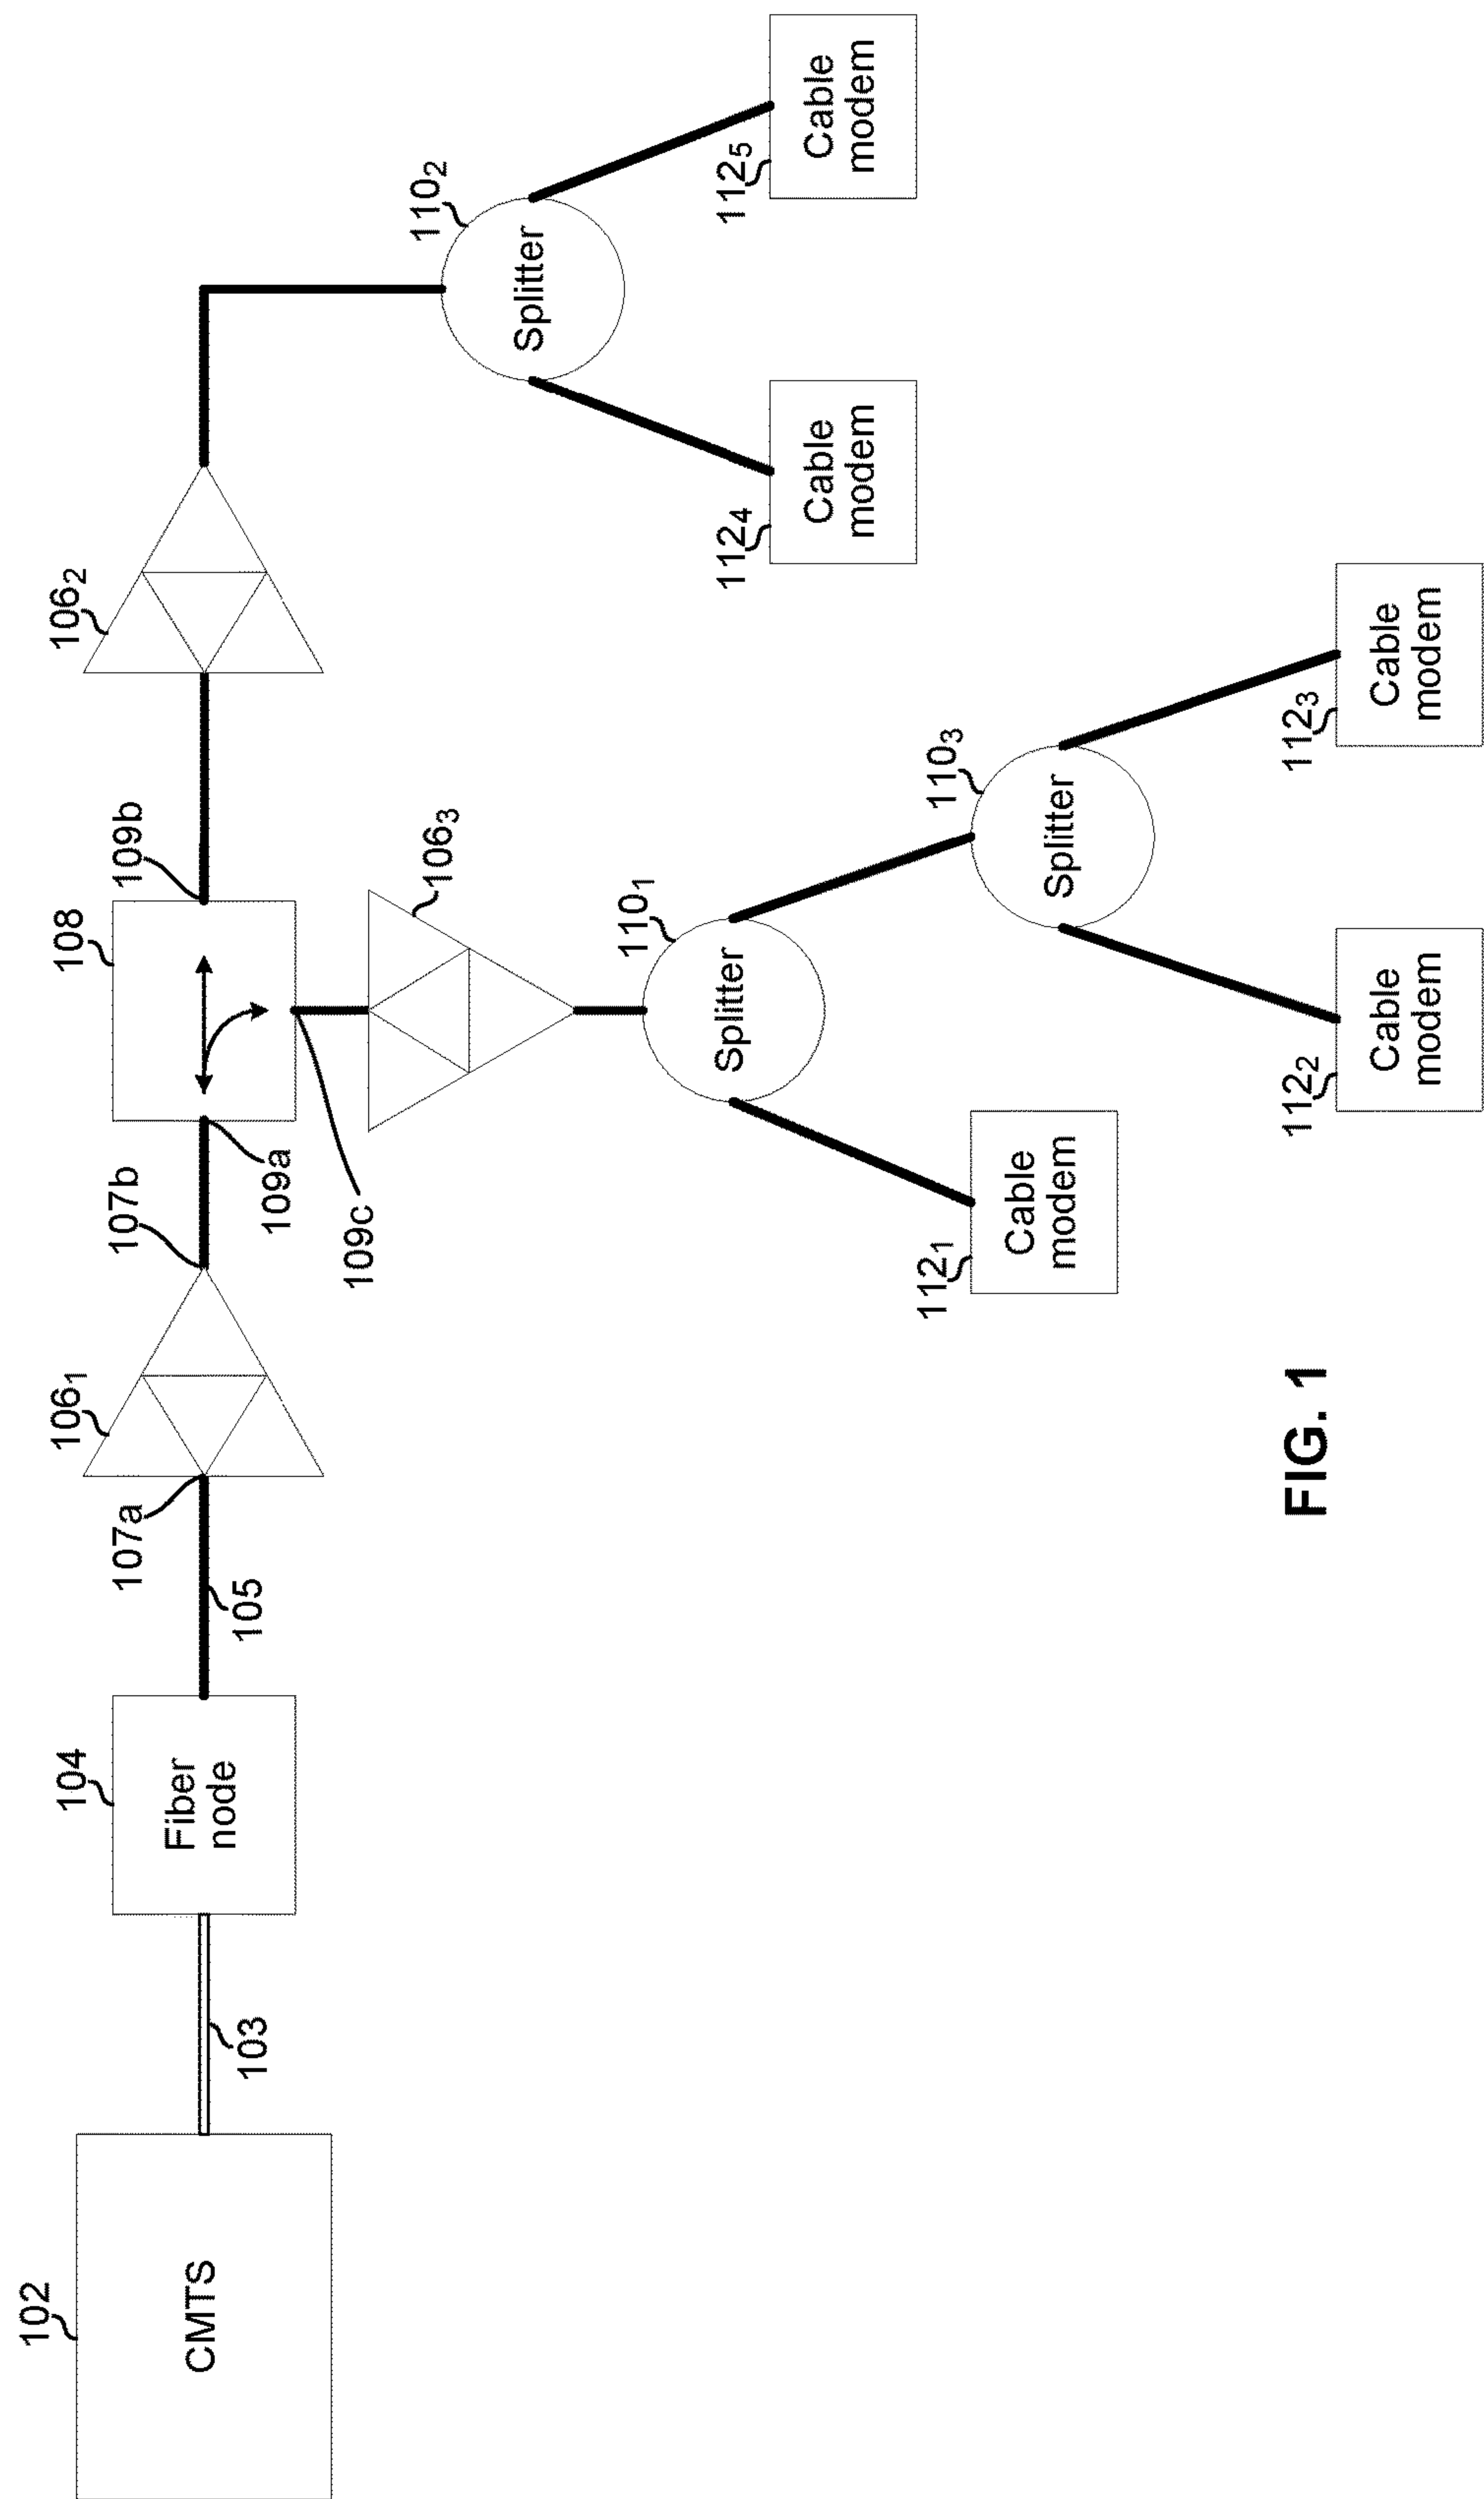 102
CMTS
103
104
Fiber
node
105
107a
106₁
107b
109a
108
109b
109c
106₂
106₃
110₂
Splitter
112₄
Cable
modem
112₅
Cable
modem
110₁
Splitter
112₁
Cable
modem
110₃
Splitter
112₂
Cable
modem
112₃
Cable
modem
FIG. 1